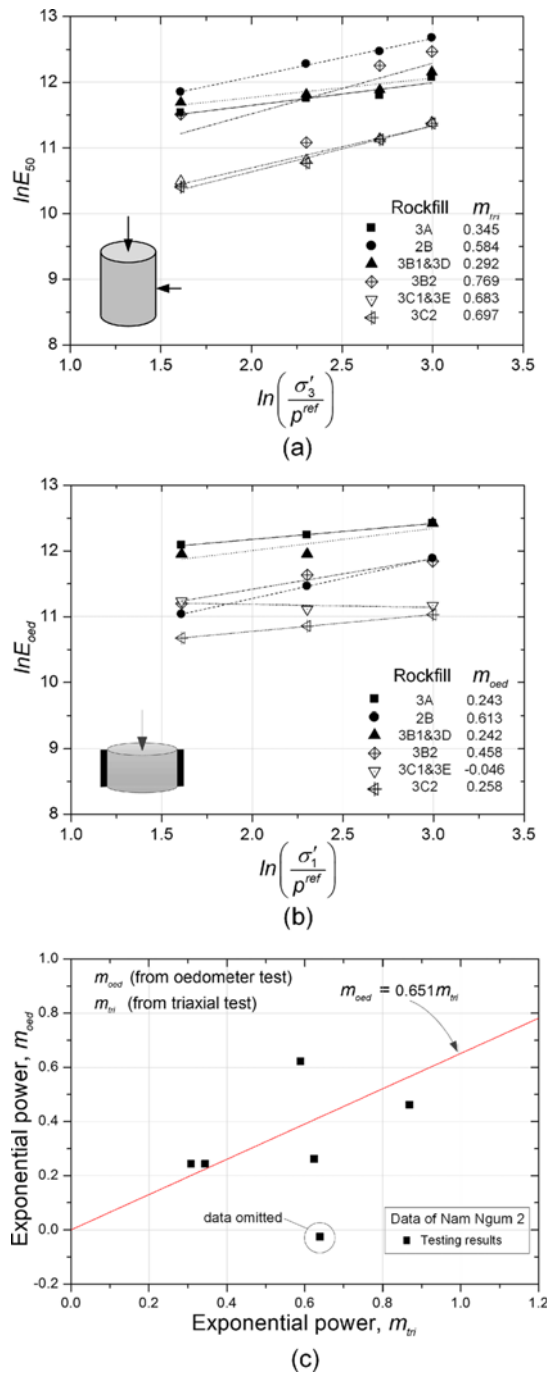 13
12
11
10
9
8
lnE50
Rockfill mtri
3A 0.345
2B 0.584
3B1&3D 0.292
3B2 0.769
3C1&3E 0.683
3C2 0.697
1.0 1.5 2.0 2.5 3.0 3.5
ln(σ′3/p^ref)
(a)
13
12
11
10
9
8
lnEoed
Rockfill moed
3A 0.243
2B 0.613
3B1&3D 0.242
3B2 0.458
3C1&3E -0.046
3C2 0.258
1.0 1.5 2.0 2.5 3.0 3.5
ln(σ′1/p^ref)
(b)
1.0
0.8
0.6
0.4
0.2
0.0
-0.2
Exponential power, moed
moed (from oedometer test)
mtri (from triaxial test)
moed = 0.651mtri
data omitted
Data of Nam Ngum 2
Testing results
0.0 0.2 0.4 0.6 0.8 1.0 1.2
Exponential power, mtri
(c)